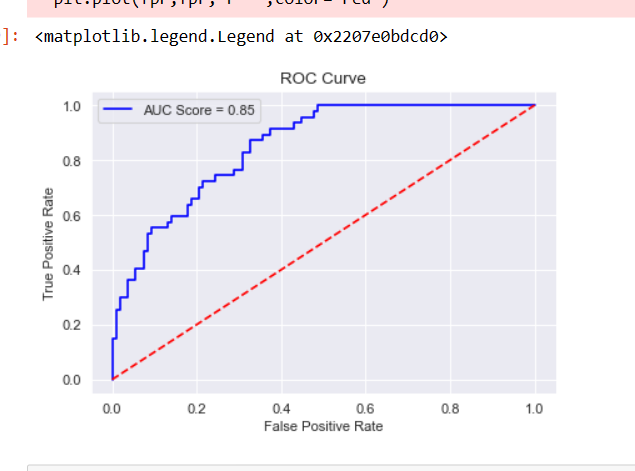 <matplotlib.legend.Legend at 0x2207e0bdcd0>
ROC Curve
AUC Score = 0.85
True Positive Rate
1.0
0.8
0.6
0.4
0.2
0.0
0.0 0.2 0.4 0.6 0.8 1.0
False Positive Rate